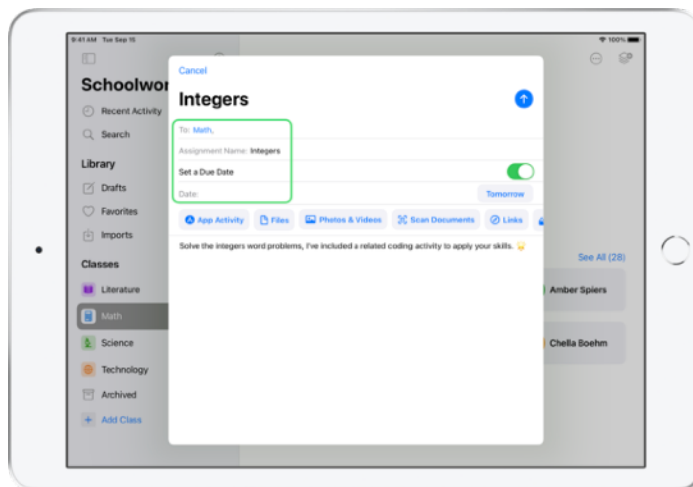 9:41 AM Tue Sep 15
100%
Schoolwor
Recent Activity
Search
Library
Drafts
Favorites
Imports
Classes
Literature
Math
Science
Technology
Archived
Add Class
Cancel
Integers
To: Math,
Assignment Name: Integers
Set a Due Date
Date: Tomorrow
App Activity Files Photos & Videos Scan Documents Links
Solve the integers word problems, I've included a related coding activity to apply your skills. 💡
See All (28)
Amber Spiers
Chella Boehm